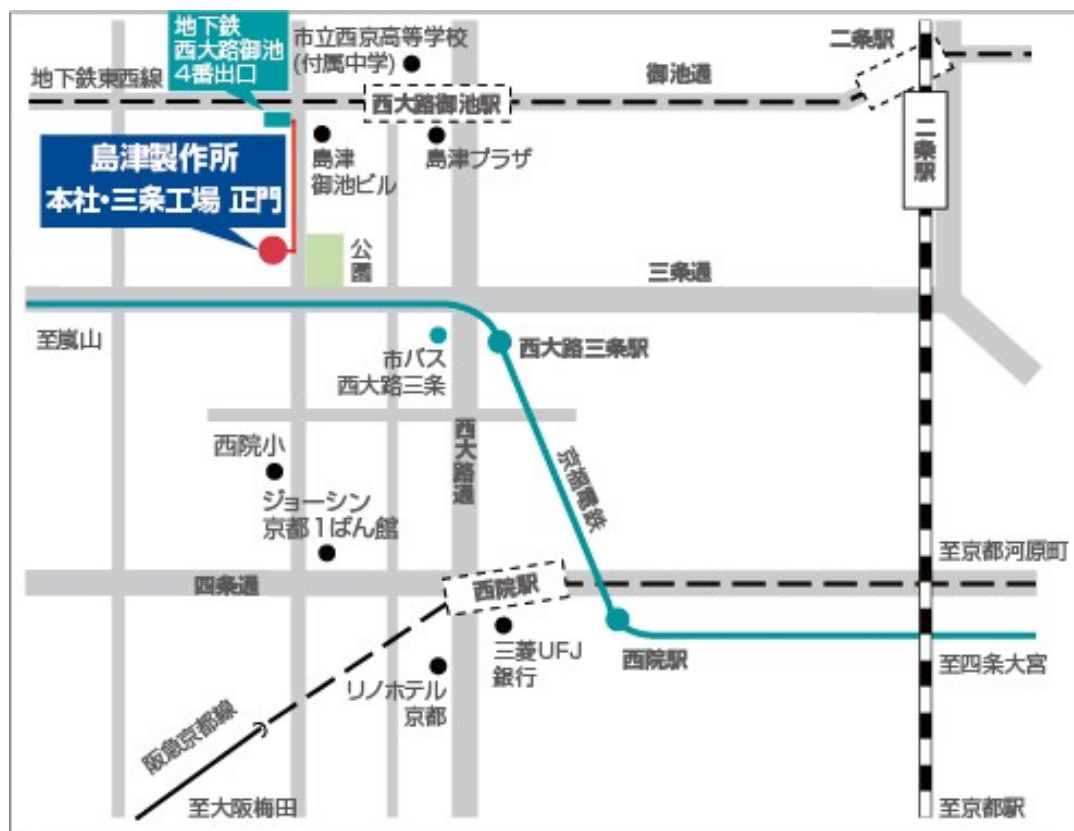 地下鉄
西大路御池
4番出口
市立西京高等学校
(付属中学)
二条駅
地下鉄東西線
御池通
西大路御池駅
二条駅
島津製作所
本社・三条工場 正門
島津
御池ビル
島津プラザ
公園
三条通
至嵐山
市バス
西大路三条
西大路三条駅
西大路通
京福電鉄
西院小
ジョーシン
京都1ばん館
四条通
西院駅
至京都河原町
三菱UFJ
銀行
西院駅
至四条大宮
リノホテル
京都
阪急京都線
至大阪梅田
至京都駅